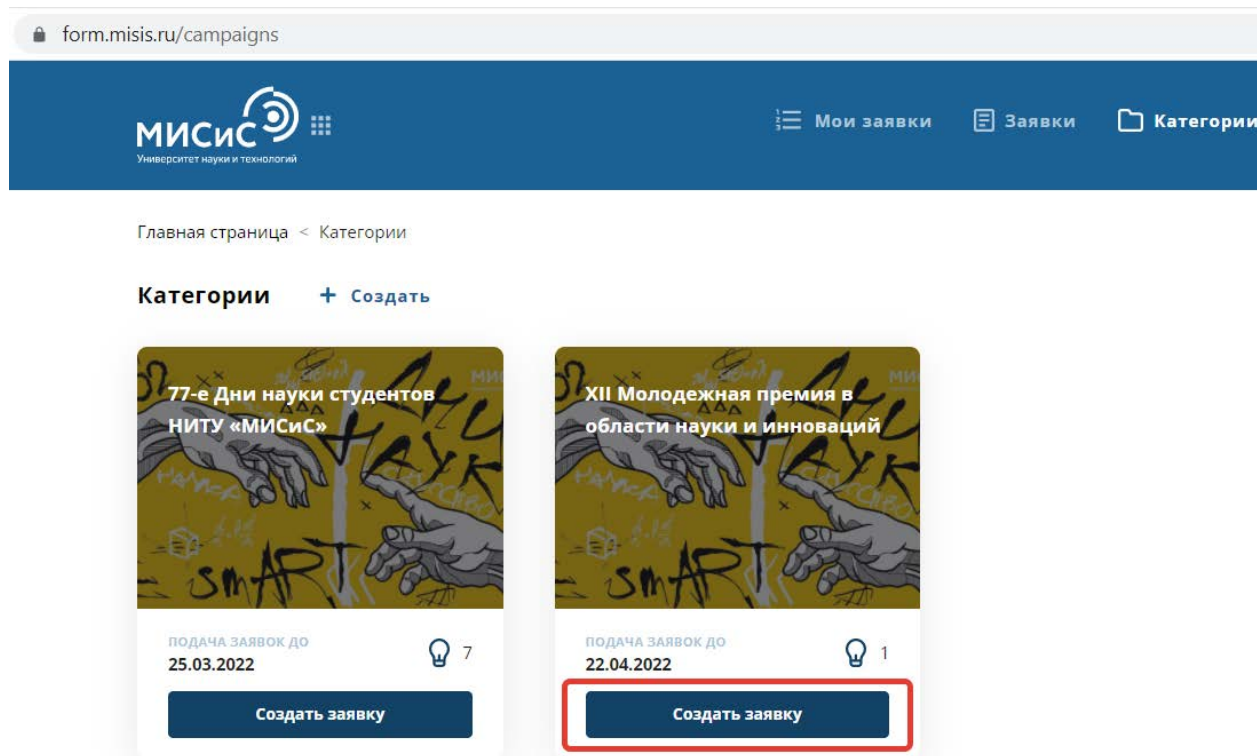 form.misis.ru/campaigns
МИСиС
Университет науки и технологий
Мои заявки
Заявки
Категории
Главная страница < Категории
Категории + Создать
77-е Дни науки студентов
НИТУ «МИСиС»
ПОДАЧА ЗАЯВОК ДО
25.03.2022
7
Создать заявку
XII Молодежная премия в
области науки и инноваций
ПОДАЧА ЗАЯВОК ДО
22.04.2022
1
Создать заявку
smART
smART